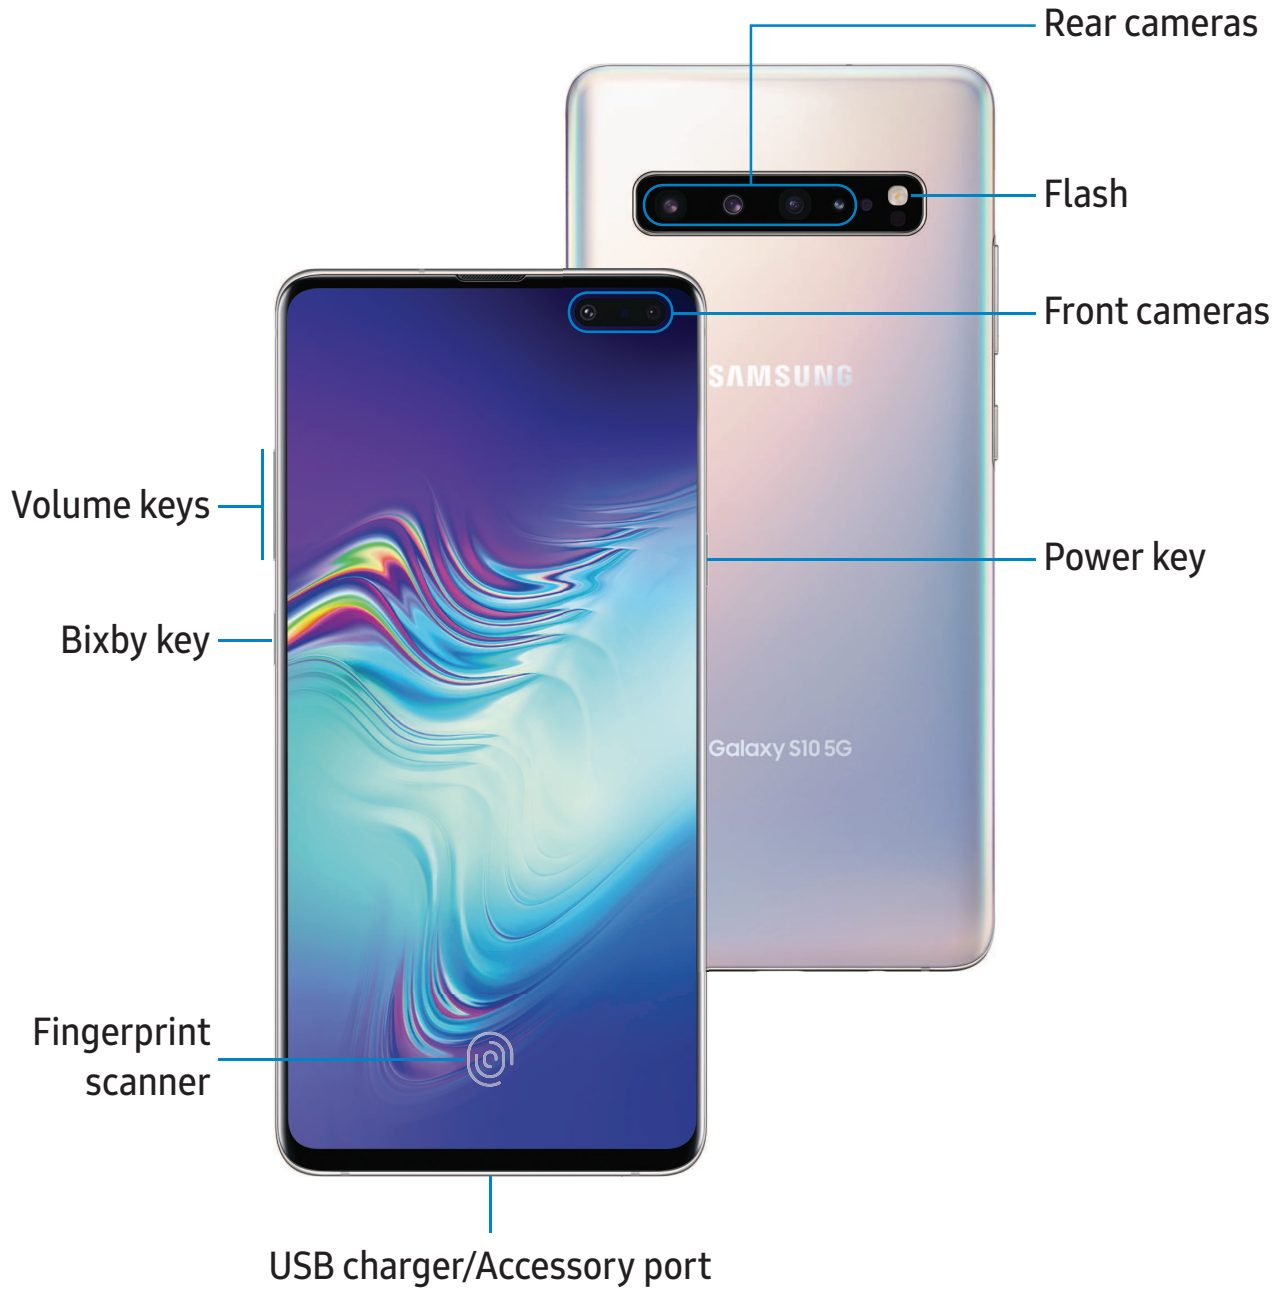 Rear cameras
Flash
Front cameras
SAMSUNG
Volume keys
Power key
Bixby key
Galaxy S10 5G
Fingerprint
scanner
USB charger/Accessory port